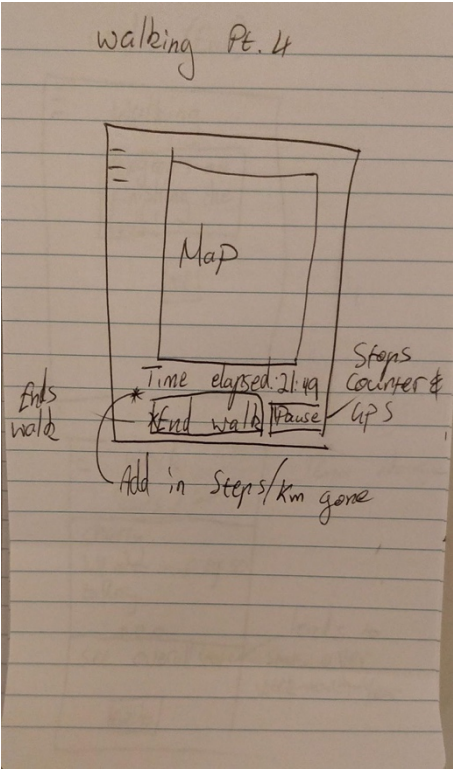 walking Pt. 4
Map
Time elapsed: 21:49
*
*End walk
Pause
Ends
walk
Stops
Counter &
GPS
Add in Steps/Km gone